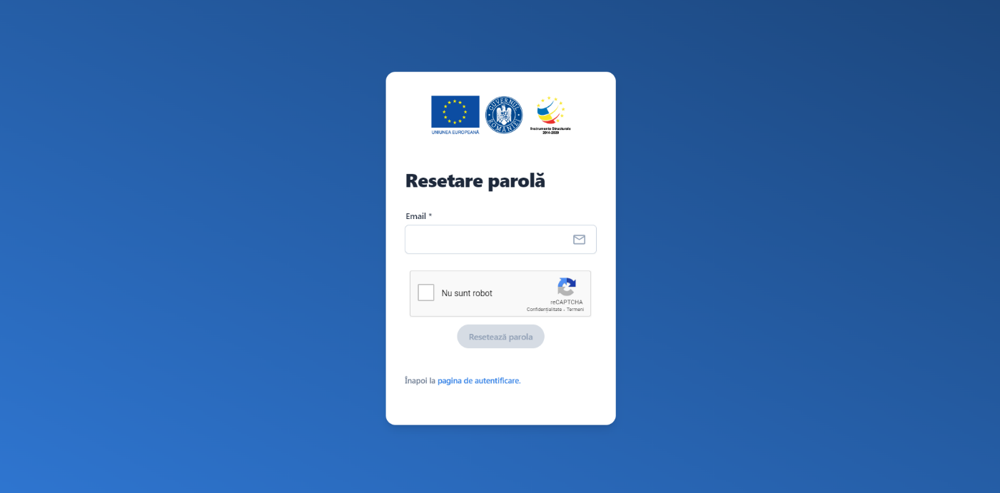 UNIUNEA EUROPEANĂ
GUVERNUL ROMÂNIEI
Instrumente Structurale
2014-2020
Resetare parolă
Email *
Nu sunt robot
reCAPTCHA
Confidențialitate - Termeni
Resetează parola
Înapoi la pagina de autentificare.